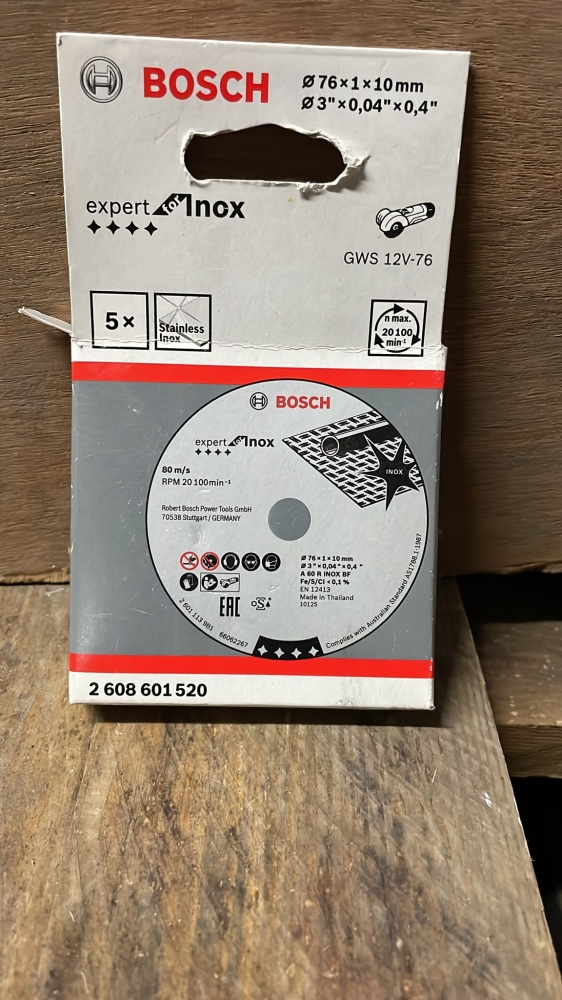 BOSCH
Ø 76×1×10mm
Ø 3"×0,04"×0,4"
expert for Inox
GWS 12V-76
5×
Stainless
Inox
n max.
20 100
min⁻¹
BOSCH
expert for Inox
INOX
80 m/s
RPM 20 100min⁻¹
Robert Bosch Power Tools GmbH
70538 Stuttgart / GERMANY
Ø 76×1×10 mm
Ø 3"×0,04"×0,4"
A 60 R INOX BF
Fe/S/Cl < 0,1 %
EN 12413
Made in Thailand
10125
EAC
S
2 601 113 9B1 66062267
Complies with Australian Standard AS1788.1-1987
2 608 601 520